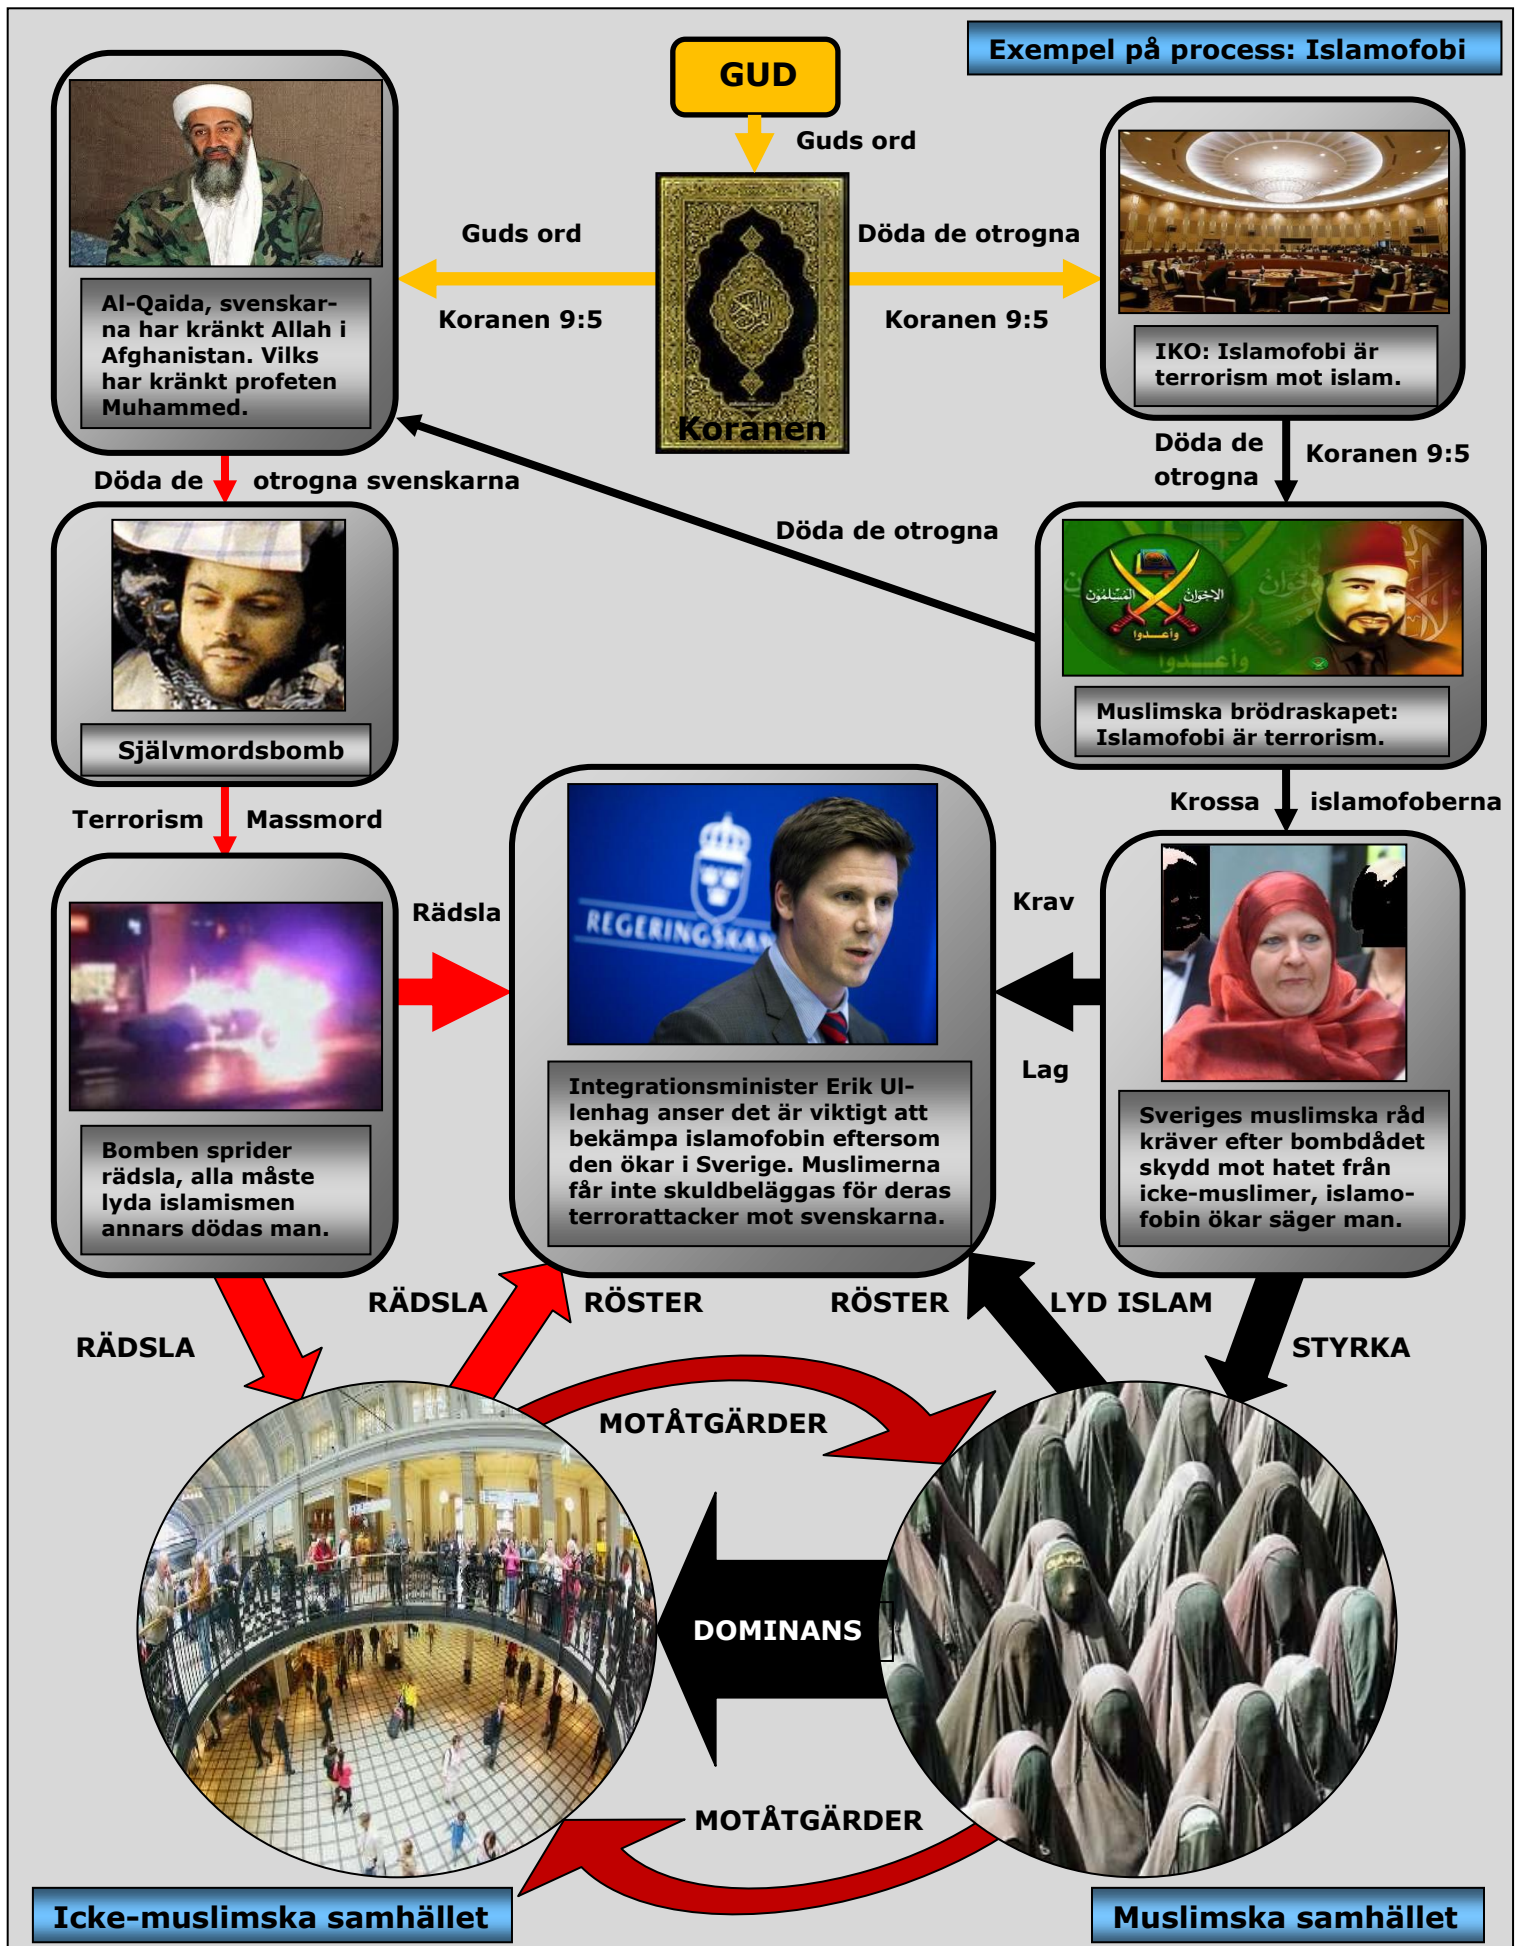 Exempel på process: Islamofobi
GUD
Guds ord
Guds ord
Koranen 9:5
Döda de otrogna
Koranen 9:5
Koranen
Al-Qaida, svenskar-
na har kränkt Allah i
Afghanistan. Vilks
har kränkt profeten
Muhammed.
IKO: Islamofobi är
terrorism mot islam.
Döda de
otrogna
Koranen 9:5
Döda de otrogna svenskarna
Döda de otrogna
الإخوان المسلمون
وأعدوا
وأعدوا
Självmordsbomb
Muslimska brödraskapet:
Islamofobi är terrorism.
Terrorism Massmord
Krossa islamoferna
Rädsla
REGERINGSKAN
Krav
Lag
Bomben sprider
rädsla, alla måste
lyda islamismen
annars dödas man.
Integrationsminister Erik Ul-
lenhag anser det är viktigt att
bekämpa islamofobin eftersom
den ökar i Sverige. Muslimerna
får inte skuldbeläggas för deras
terrorattacker mot svenskarna.
Sveriges muslimska råd
kräver efter bombdådet
skydd mot hatet från
icke-muslimer, islamo-
fobin ökar säger man.
RÄDSLA
RÄDSLA RÖSTER
RÖSTER LYD ISLAM
STYRKA
MOTÅTGÄRDER
DOMINANS
MOTÅTGÄRDER
Icke-muslimska samhället
Muslimska samhället